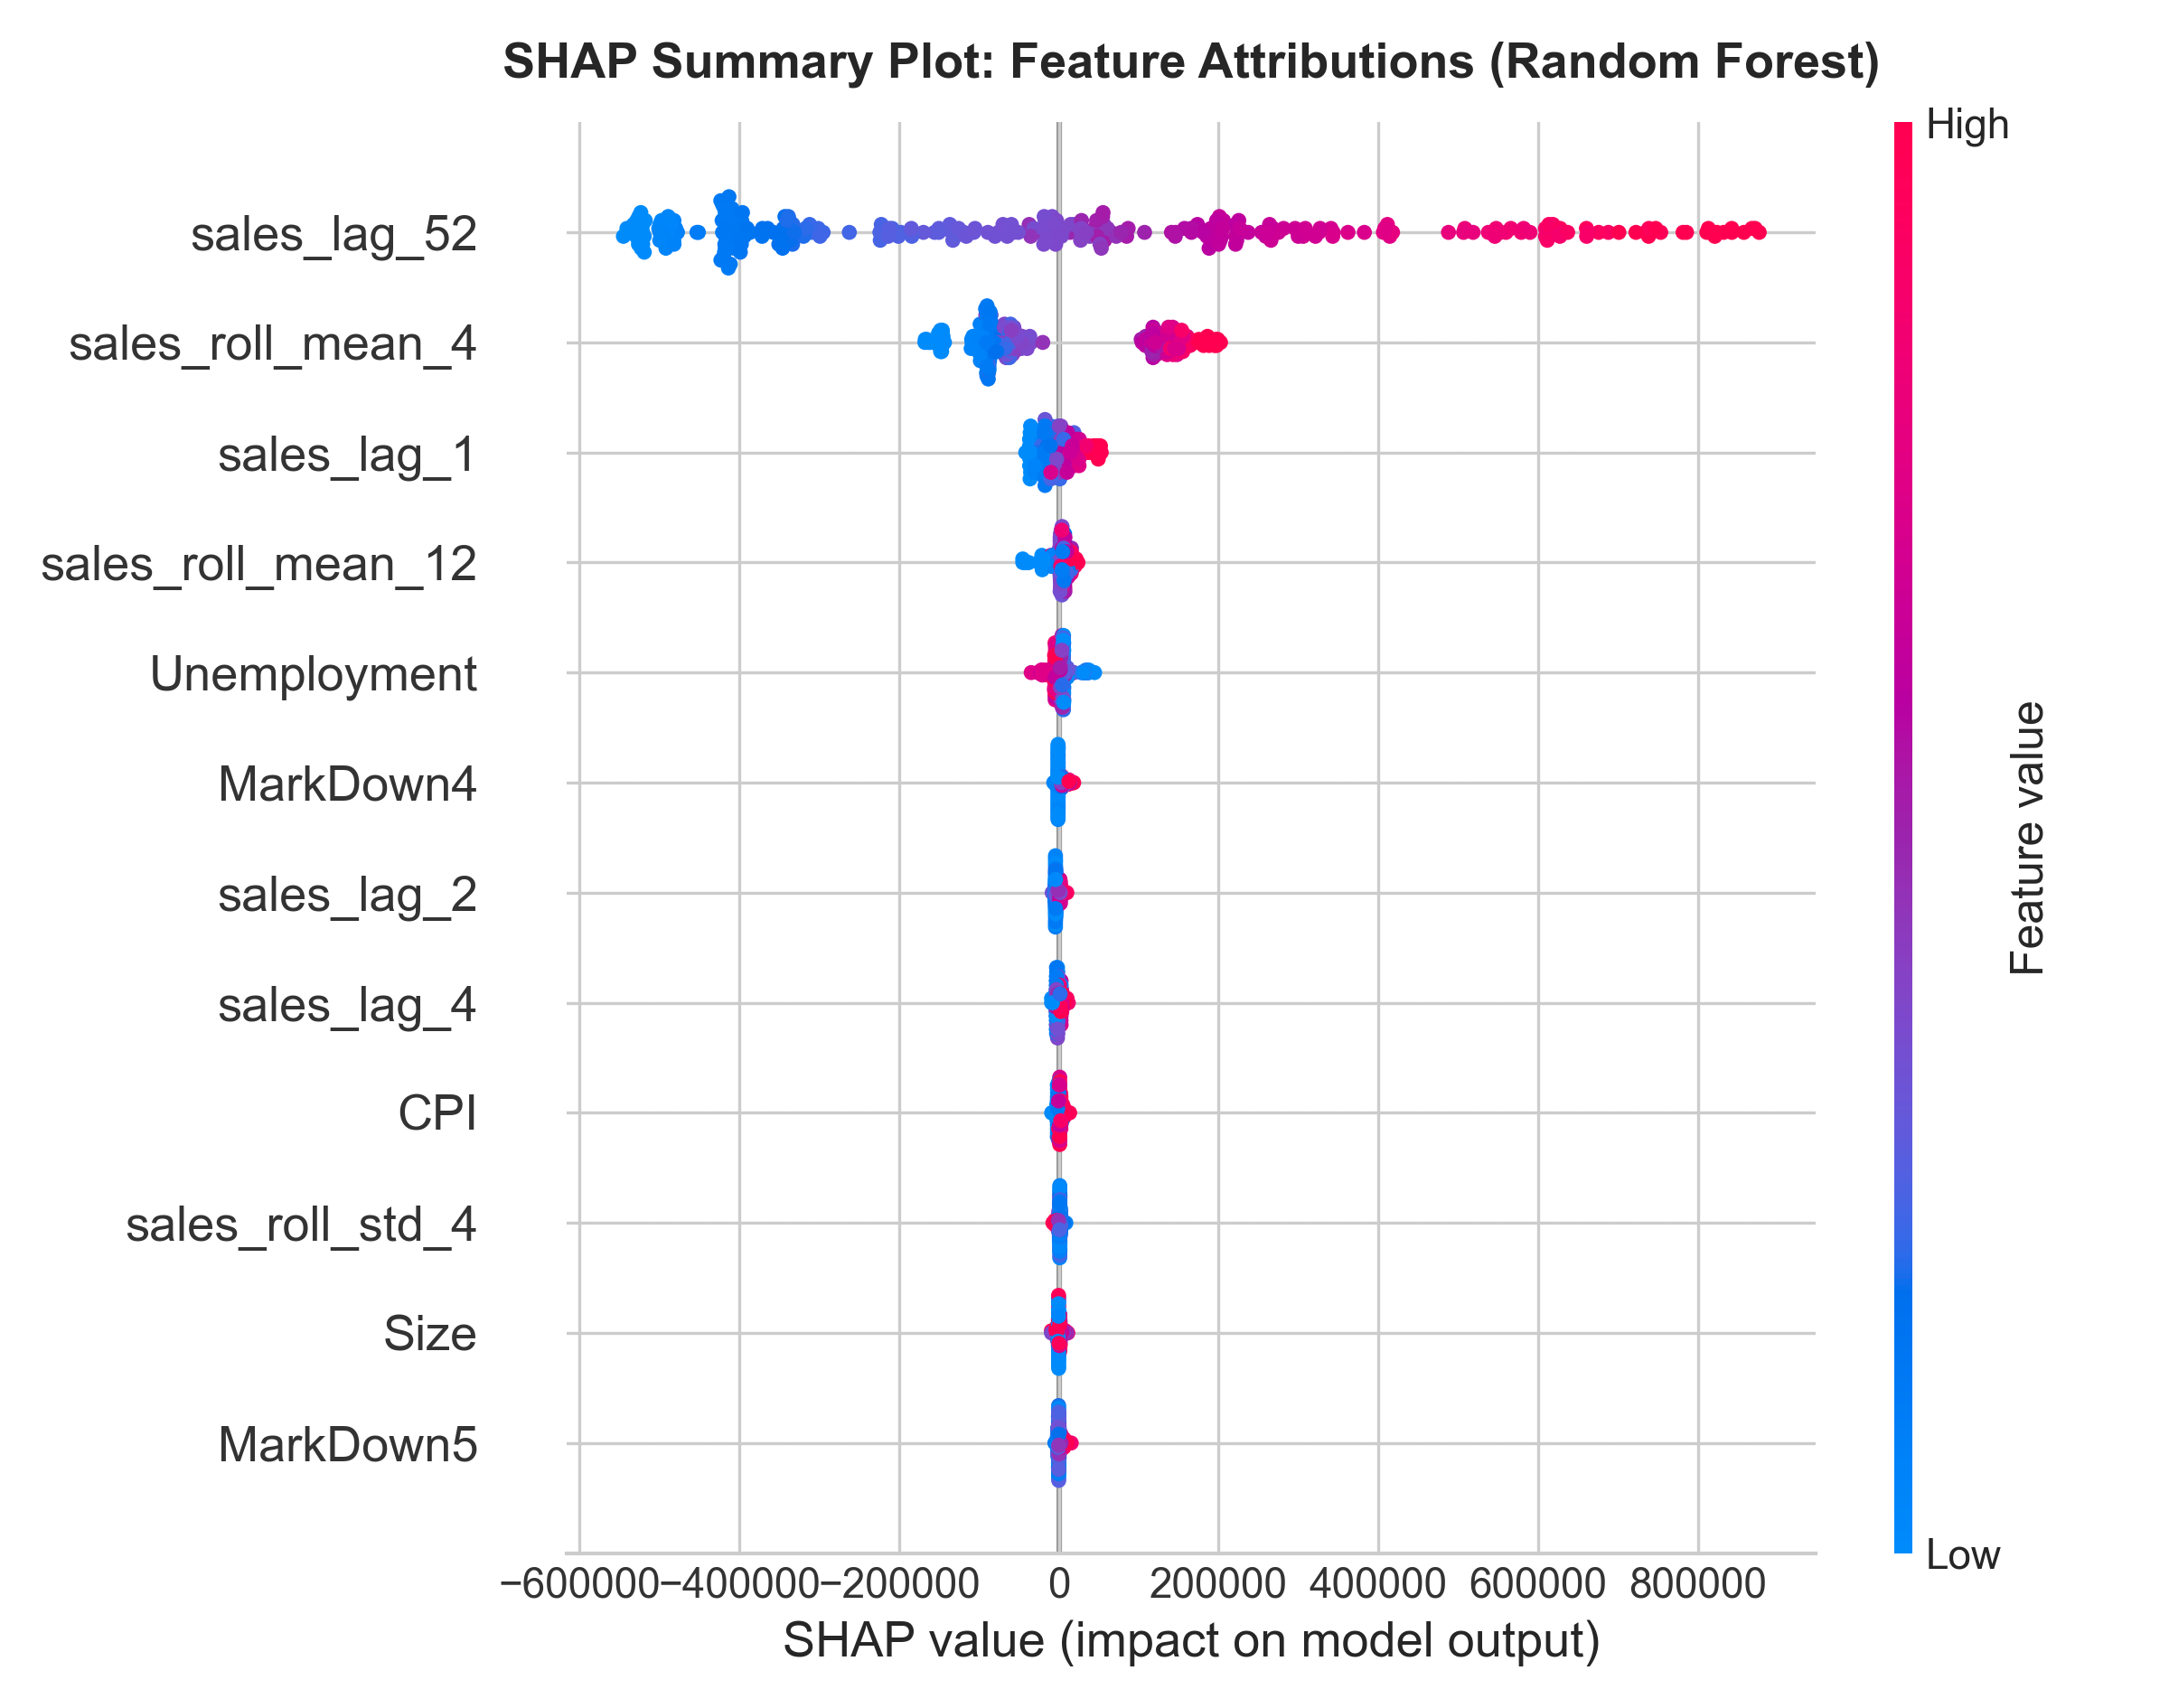 SHAP Summary Plot: Feature Attributions (Random Forest)
High
sales_lag_52
sales_roll_mean_4
sales_lag_1
sales_roll_mean_12
Unemployment
MarkDown4
sales_lag_2
sales_lag_4
CPI
sales_roll_std_4
Size
MarkDown5
Feature value
Low
−600000 −400000 −200000 0 200000 400000 600000 800000
SHAP value (impact on model output)